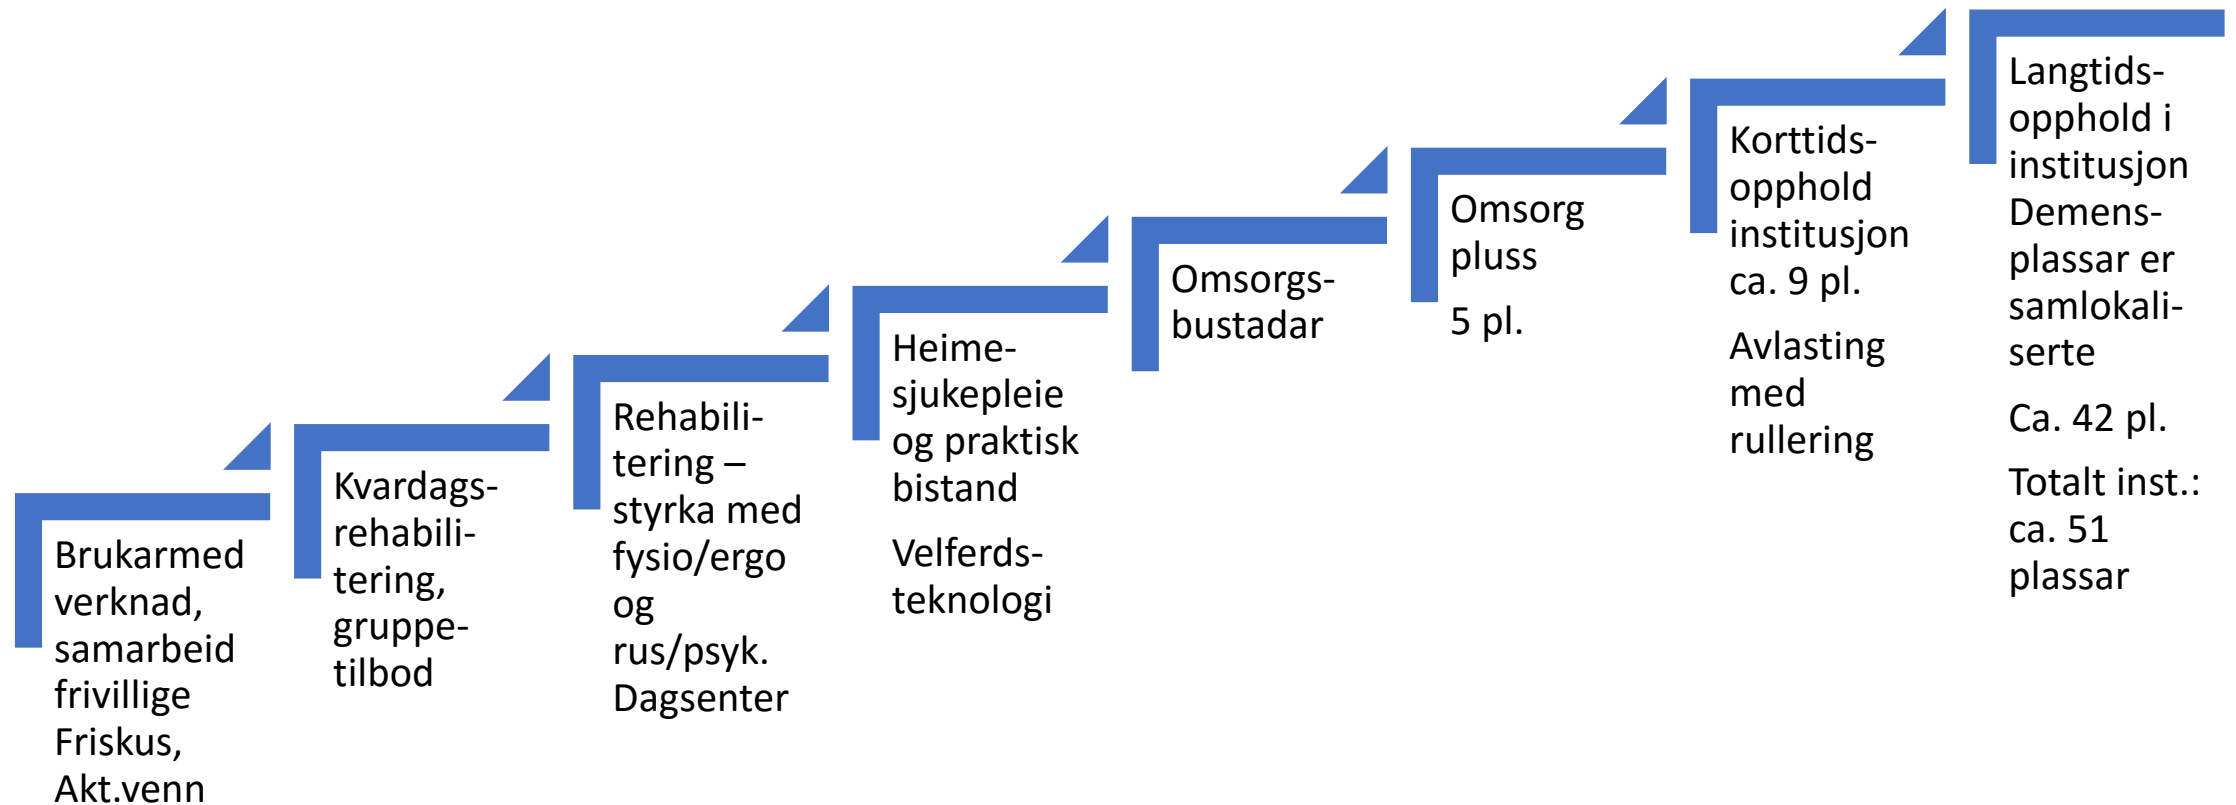 Brukarmed
verknad,
samarbeid
frivillige
Friskus,
Akt.venn
Kvardags-
rehabili-
tering,
gruppe-
tilbod
Rehabili-
tering –
styrka med
fysio/ergo
og
rus/psyk.
Dagsenter
Heime-
sjukepleie
og praktisk
bistand
Velferds-
teknologi
Omsorgs-
bustadar
Omsorg
pluss
5 pl.
Korttids-
opphold
institusjon
ca. 9 pl.
Avlasting
med
rullering
Langtids-
opphold i
institusjon
Demens-
plassar er
samlokali-
serte
Ca. 42 pl.
Totalt inst.:
ca. 51
plassar